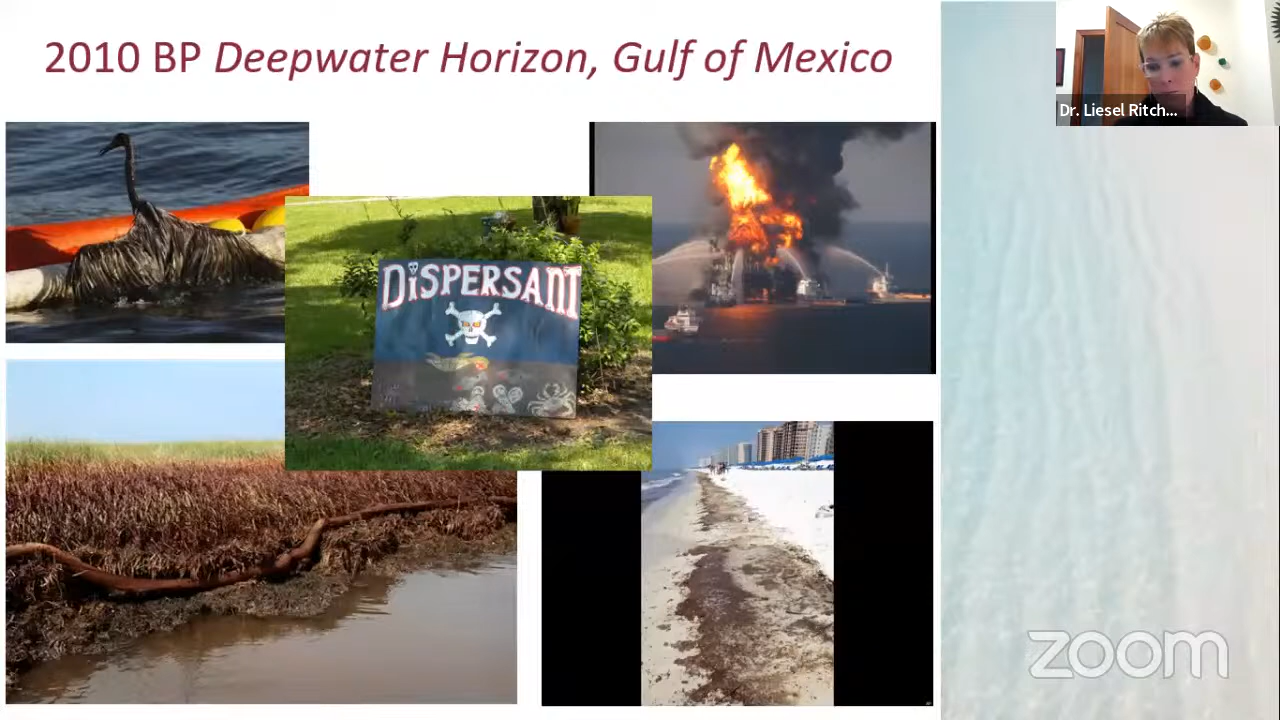 2010 BP Deepwater Horizon, Gulf of Mexico
Dr. Liesel Ritch...
DiSPERSANT
zoom